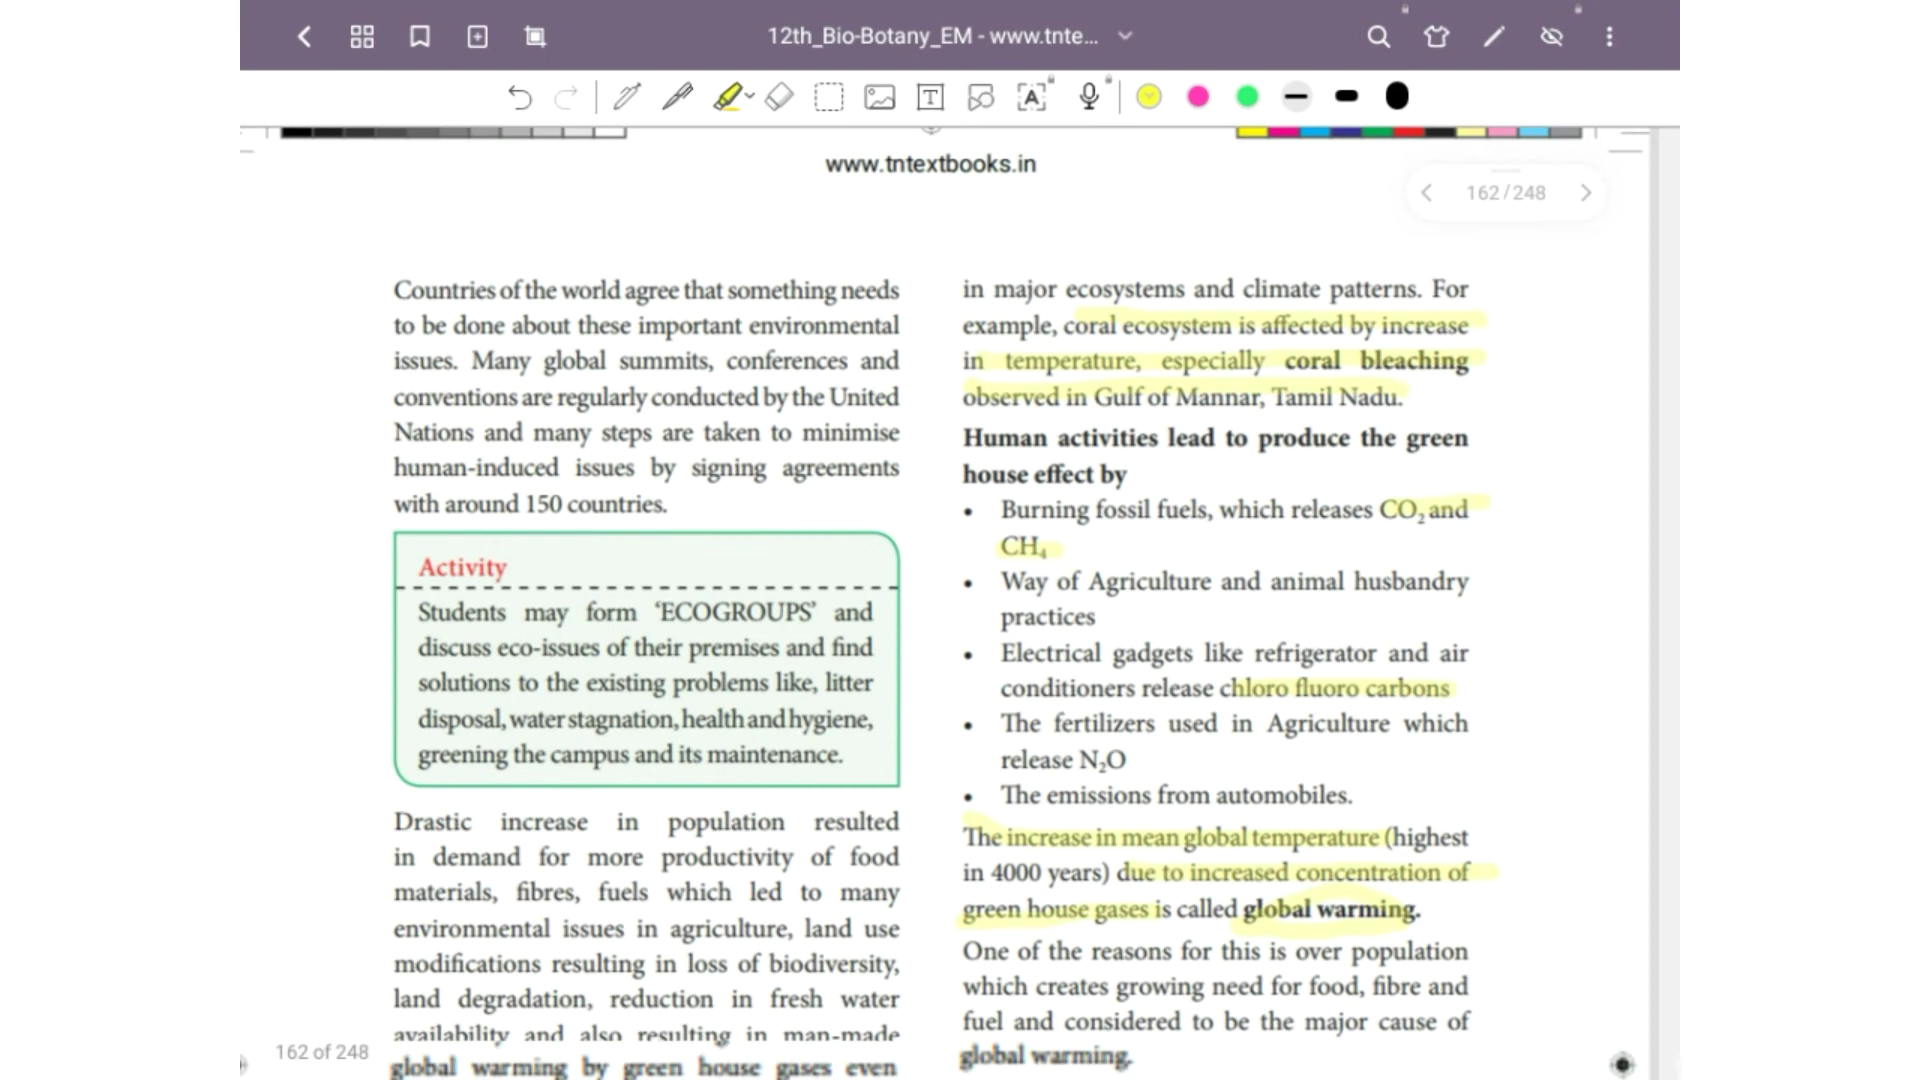 12th_Bio-Botany_EM - www.tnte...
www.tntextbooks.in
162/248
Countries of the world agree that something needs
to be done about these important environmental
issues. Many global summits, conferences and
conventions are regularly conducted by the United
Nations and many steps are taken to minimise
human-induced issues by signing agreements
with around 150 countries.
Activity
Students may form ‘ECOGROUPS’ and
discuss eco-issues of their premises and find
solutions to the existing problems like, litter
disposal, water stagnation, health and hygiene,
greening the campus and its maintenance.
Drastic increase in population resulted
in demand for more productivity of food
materials, fibres, fuels which led to many
environmental issues in agriculture, land use
modifications resulting in loss of biodiversity,
land degradation, reduction in fresh water
availability and also resulting in man-made
global warming by green house gases even
in major ecosystems and climate patterns. For
example, coral ecosystem is affected by increase
in temperature, especially coral bleaching
observed in Gulf of Mannar, Tamil Nadu.
Human activities lead to produce the green
house effect by
• Burning fossil fuels, which releases CO₂ and
CH₄
• Way of Agriculture and animal husbandry
practices
• Electrical gadgets like refrigerator and air
conditioners release chloro fluoro carbons
• The fertilizers used in Agriculture which
release N₂O
• The emissions from automobiles.
The increase in mean global temperature (highest
in 4000 years) due to increased concentration of
green house gases is called global warming.
One of the reasons for this is over population
which creates growing need for food, fibre and
fuel and considered to be the major cause of
global warming.
162 of 248